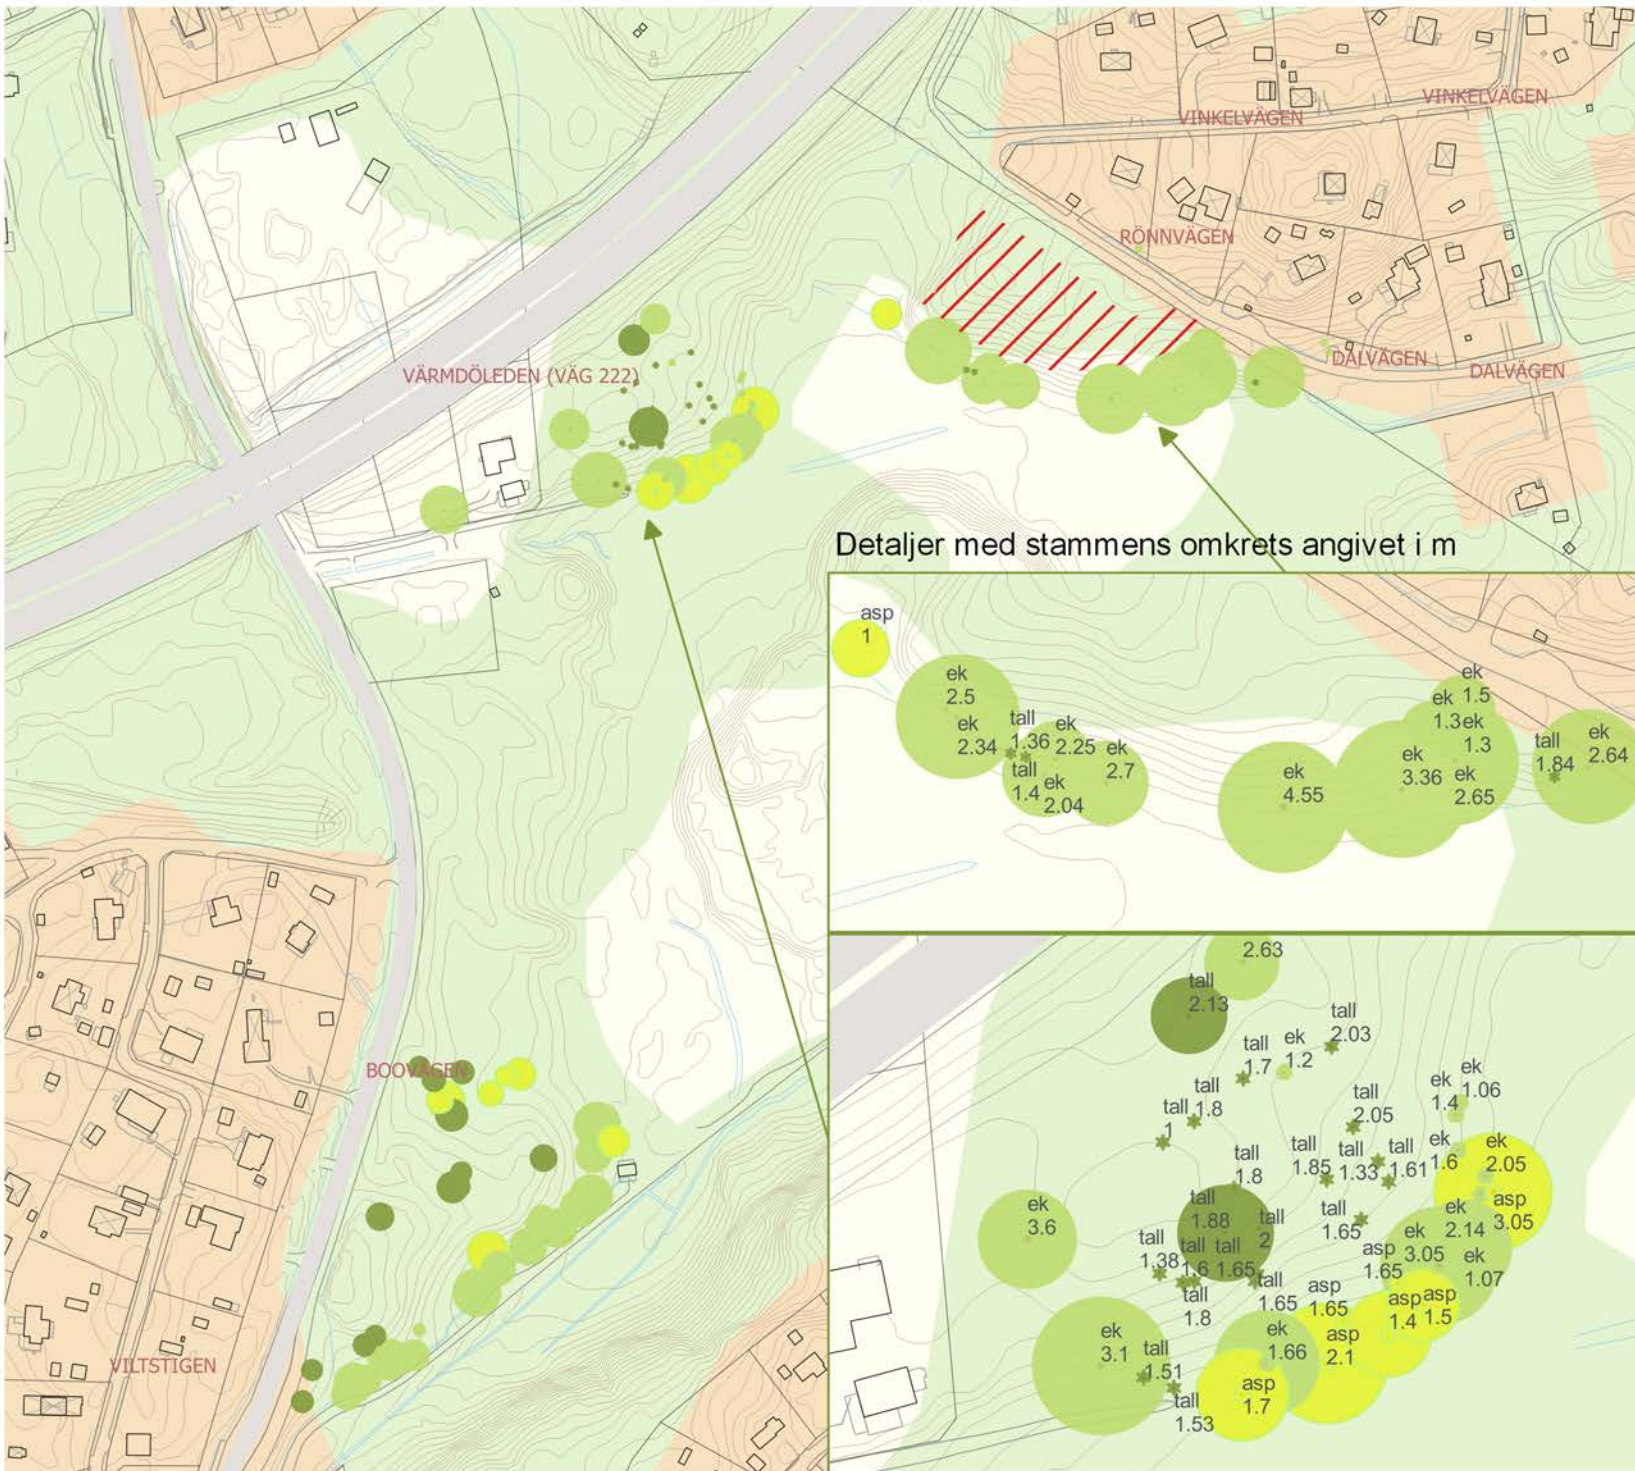 VINKELVÄGEN
VINKELVÄGEN
RÖNNVÄGEN
DALVÄGEN
DALVÄGEN
VÄRMDÖLEDEN (VÄG 222)
BOOVÄGEN
VILTSTIGEN
Detaljer med stammens omkrets angivet i m
asp
1
ek
2.5
ek
2.34
tall
1.36
ek
2.25
tall
1.4
ek
2.04
ek
2.7
ek
4.55
ek
3.36
ek
1.5
ek
1.3
ek
1.3
ek
2.65
tall
1.84
ek
2.64
2.63
tall
2.13
tall
2.03
tall
1.7
ek
1.2
tall
1.8
tall
1
tall
2.05
ek
1.4
ek
1.06
tall
1.8
tall
1.85
tall
1.33
tall
1.61
ek
1.6
ek
2.05
ek
3.6
tall
1.88
tall
2
tall
1.65
asp
3.05
ek
2.14
ek
3.05
ek
1.07
tall
1.38
tall
1.6
tall
1.65
tall
1.8
tall
1.65
asp
1.65
asp
1.65
asp
1.4
asp
1.5
ek
3.1
tall
1.51
tall
1.53
ek
1.66
asp
2.1
asp
1.7